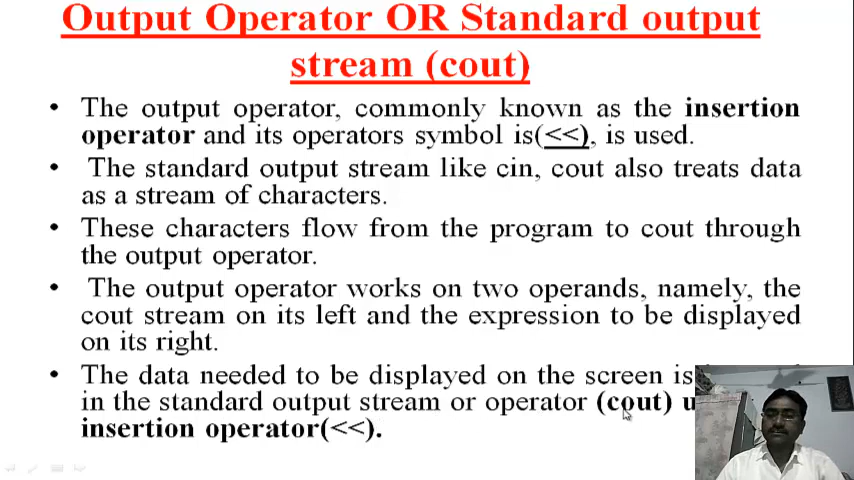 Output Operator OR Standard output
stream (cout)
• The output operator, commonly known as the insertion
operator and its operators symbol is(<<), is used.
• The standard output stream like cin, cout also treats data
as a stream of characters.
• These characters flow from the program to cout through
the output operator.
• The output operator works on two operands, namely, the
cout stream on its left and the expression to be displayed
on its right.
• The data needed to be displayed on the screen is
in the standard output stream or operator (cout)
insertion operator(<<).